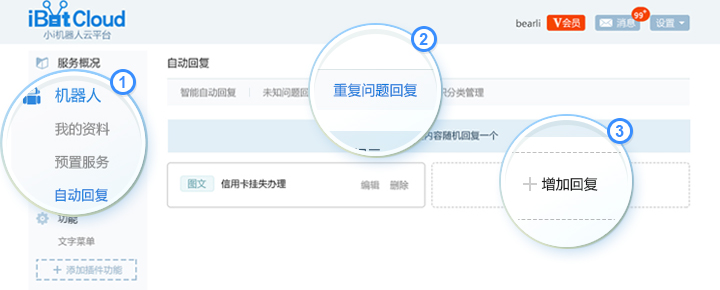 iBotCloud
小i机器人云平台
bearli
V会员
消息
99+
设置
服务概况
1
机器人
我的资料
预置服务
自动回复
功能
文字菜单
+ 添加插件功能
自动回复
智能自动回复
未知问题回
2
重复问题回复
识分类管理
内容随机回复一个
图文
信用卡挂失办理
编辑
删除
3
+ 增加回复